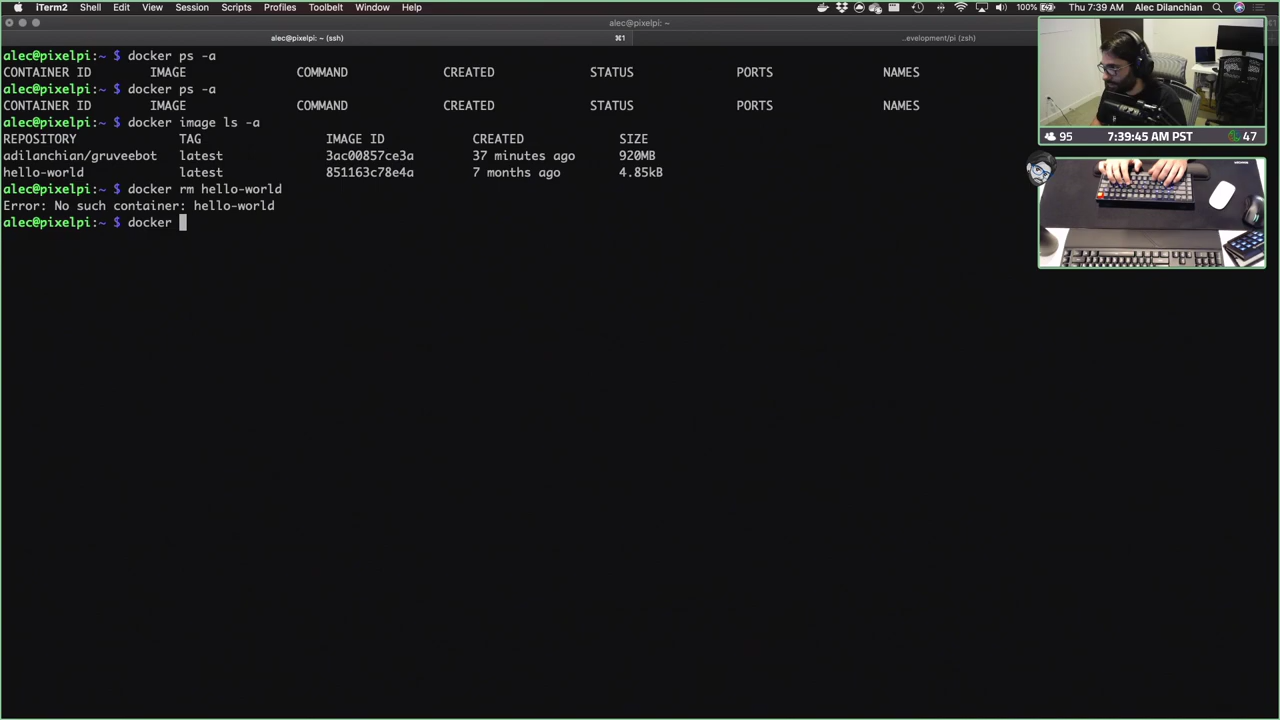 iTerm2 Shell Edit View Session Scripts Profiles Toolbelt Window Help 100% Thu 7:39 AM Alec Dilanchian
alec@pixelpi: ~
alec@pixelpi: ~ (ssh) ⌘1 ..evelopment/pi (zsh)
alec@pixelpi:~ $ docker ps -a
CONTAINER ID IMAGE COMMAND CREATED STATUS PORTS NAMES
alec@pixelpi:~ $ docker ps -a
CONTAINER ID IMAGE COMMAND CREATED STATUS PORTS NAMES
alec@pixelpi:~ $ docker image ls -a
REPOSITORY TAG IMAGE ID CREATED SIZE
adilanchian/gruveebot latest 3ac00857ce3a 37 minutes ago 920MB
hello-world latest 851163c78e4a 7 months ago 4.85kB
alec@pixelpi:~ $ docker rm hello-world
Error: No such container: hello-world
alec@pixelpi:~ $ docker
95 7:39:45 AM PST 47